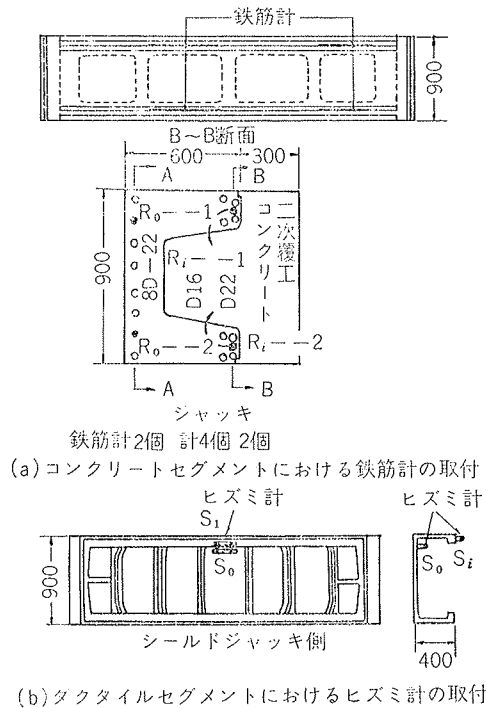 鉄筋計
900
B～B断面
600 300
A B
R₀--1
二次覆工
コンクリート
Rᵢ--1
8D-22
D16
D22
900
R₀--2
Rᵢ--2
A B
ジャッキ
鉄筋計2個 計4個 2個
(a)コンクリートセグメントにおける鉄筋計の取付
ヒズミ計
S₁
S₀
900
シールドジャッキ側
ヒズミ計
S₀
Sᵢ
400
(b)タクタイルセグメントにおけるヒズミ計の取付